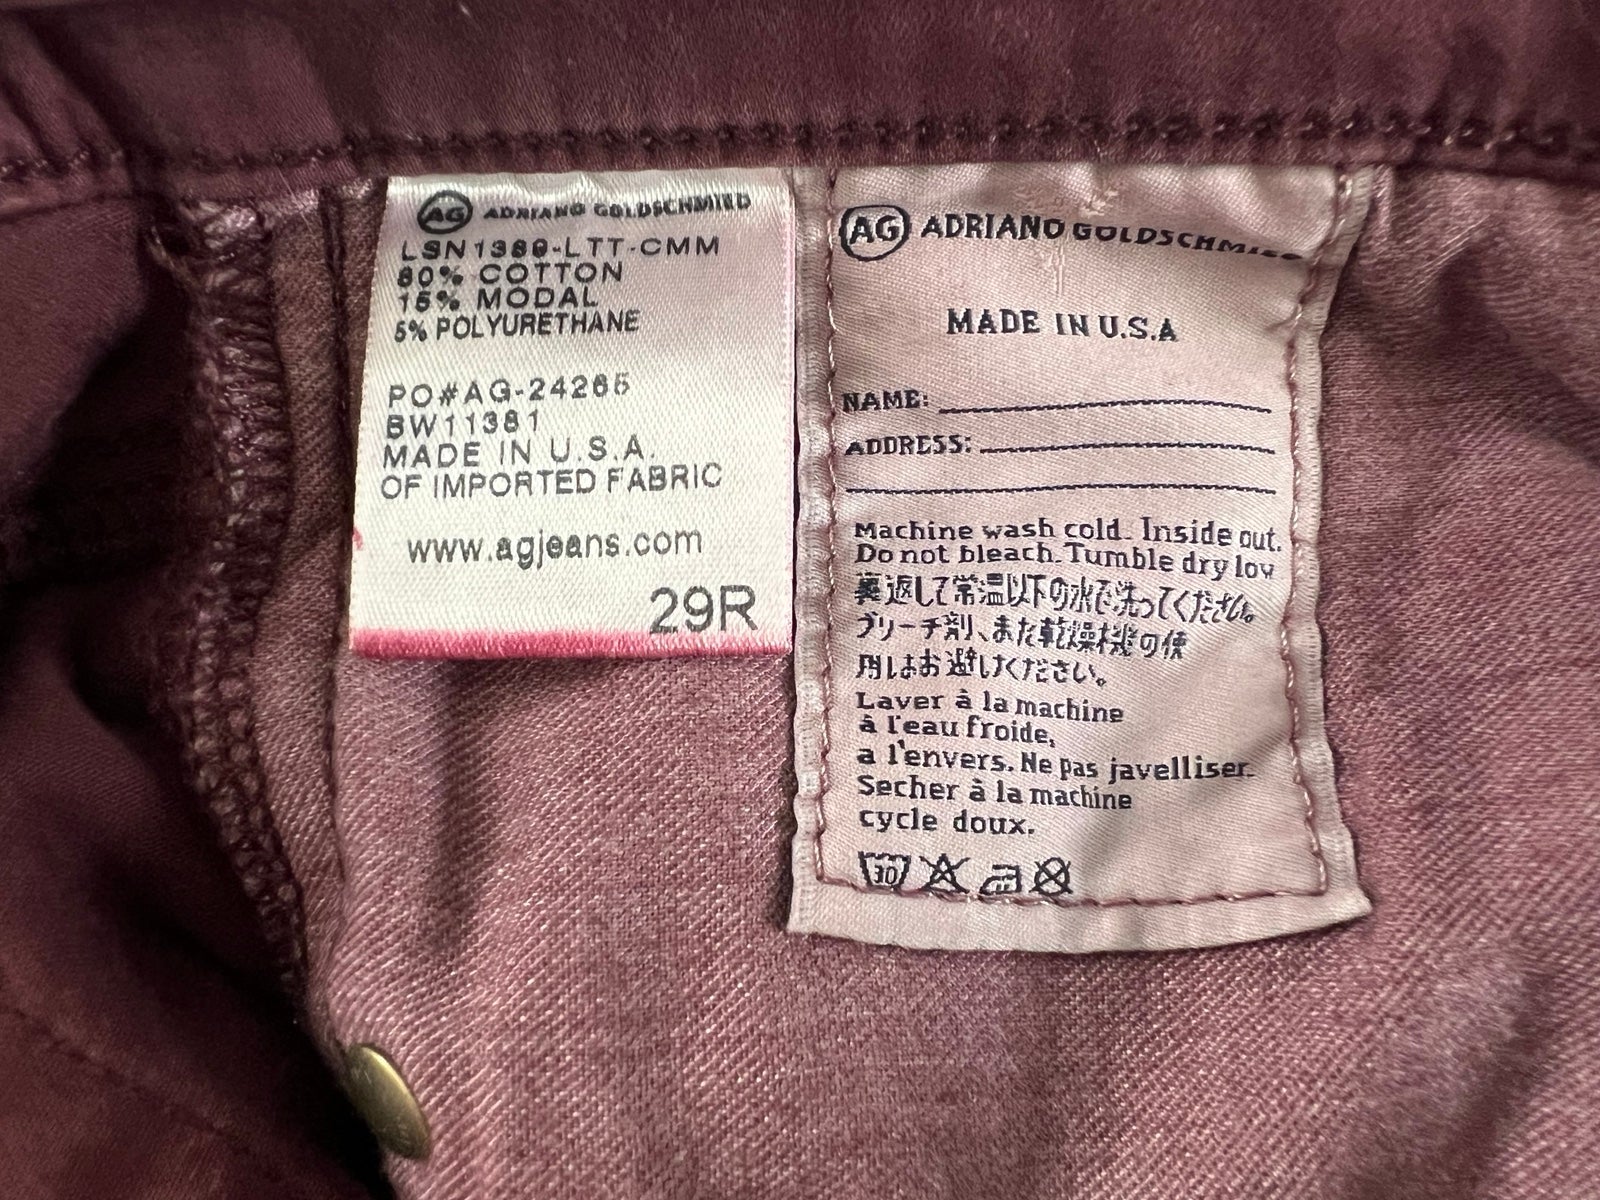 AG ADRIANO GOLDSCHMIED
LSN1389-LTT-CMM
80% COTTON
15% MODAL
5% POLYURETHANE
PO#AG-24265
BW11381
MADE IN U.S.A.
OF IMPORTED FABRIC
www.agjeans.com
29R
AG ADRIANO GOLDSCHMIED
MADE IN U.S.A
NAME:
ADDRESS:
Machine wash cold. Inside out.
Do not bleach. Tumble dry low
裏返して常温以下の水で洗ってください。
ブリーチ剤、また乾燥機の使
用はお避けください。
Laver à la machine
à l'eau froide,
a l'envers. Ne pas javelliser.
Secher à la machine
cycle doux.
30